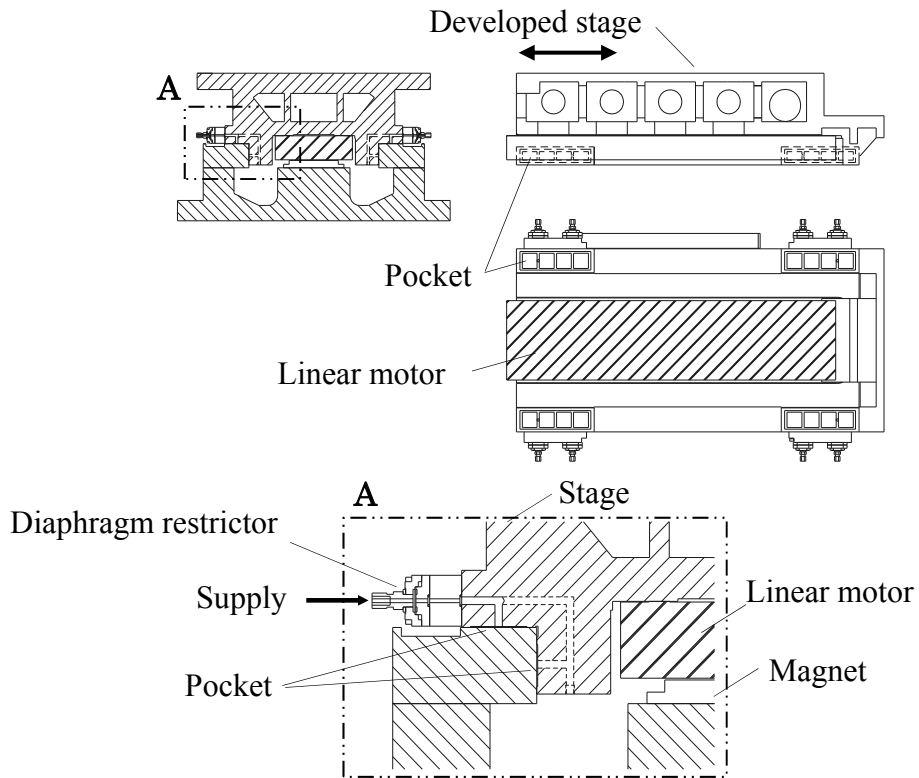 Developed stage
A
Pocket
Linear motor
A
Stage
Diaphragm restrictor
Supply
Linear motor
Pocket
Magnet